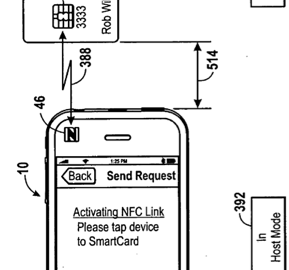 3333
Rob Wi
388
514
46
N
10
1:25 PM
Back
Send Request
Activating NFC Link
Please tap device
to SmartCard
392
In
Host Mode